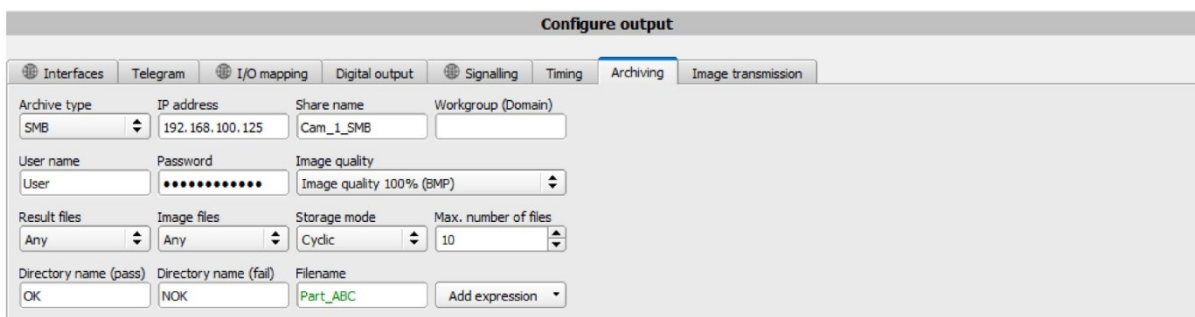 Configure output
Interfaces Telegram I/O mapping Digital output Signalling Timing Archiving Image transmission
Archive type IP address Share name Workgroup (Domain)
SMB 192.168.100.125 Cam_1_SMB
User name Password Image quality
User ●●●●●●●●●●●● Image quality 100% (BMP)
Result files Image files Storage mode Max. number of files
Any Any Cyclic 10
Directory name (pass) Directory name (fail) Filename
OK NOK Part_ABC Add expression